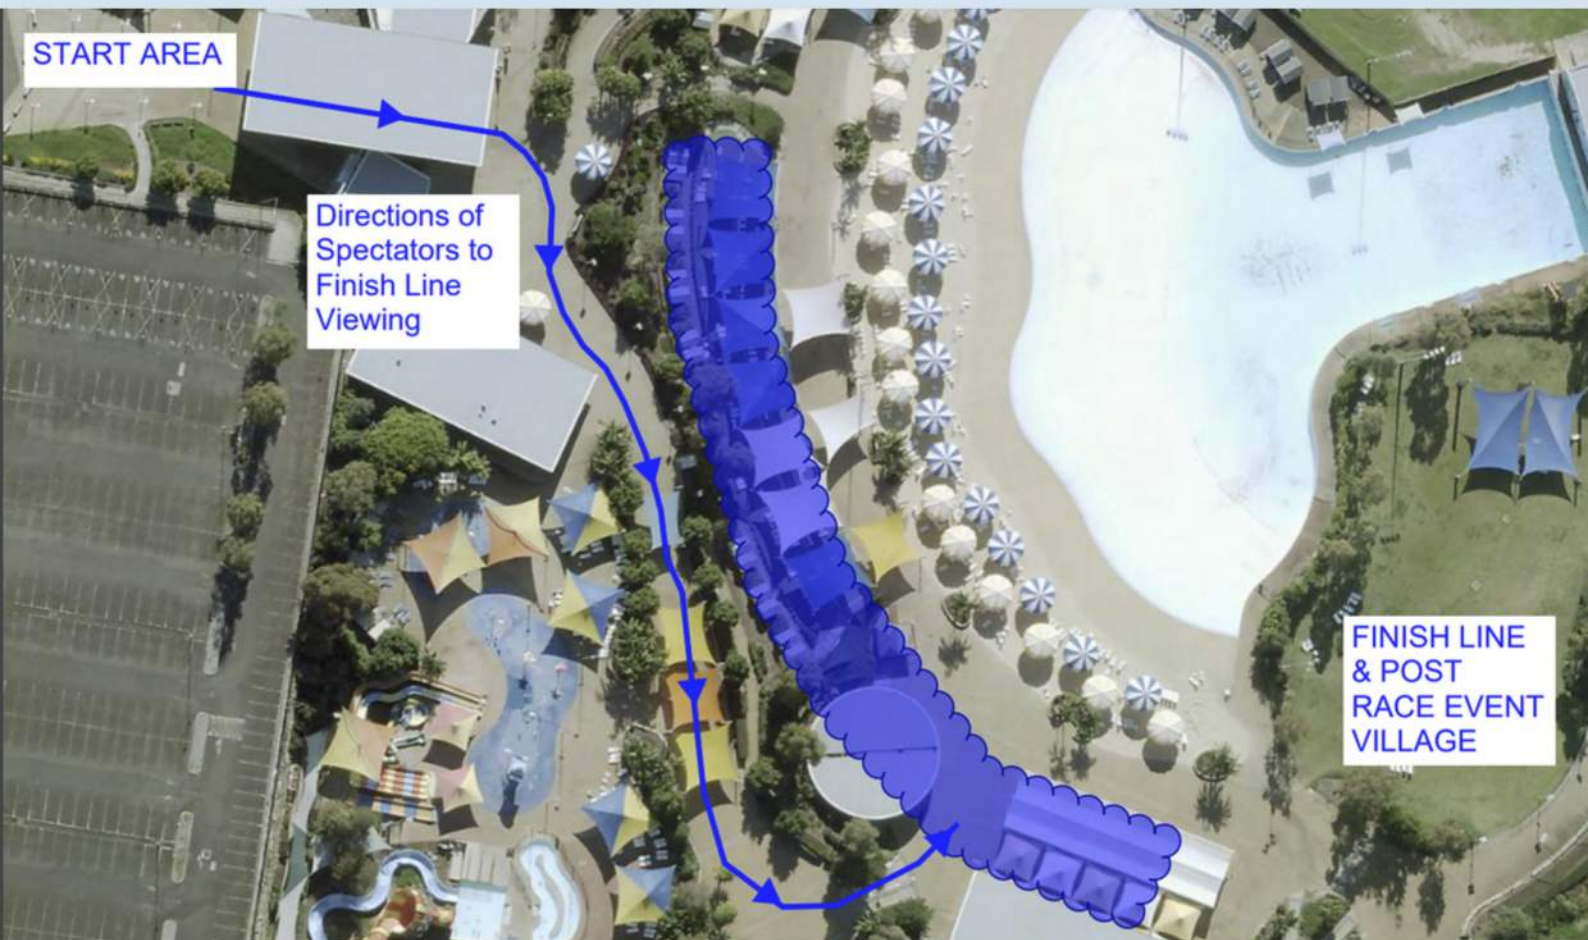 START AREA
Directions of
Spectators to
Finish Line
Viewing
FINISH LINE
& POST
RACE EVENT
VILLAGE